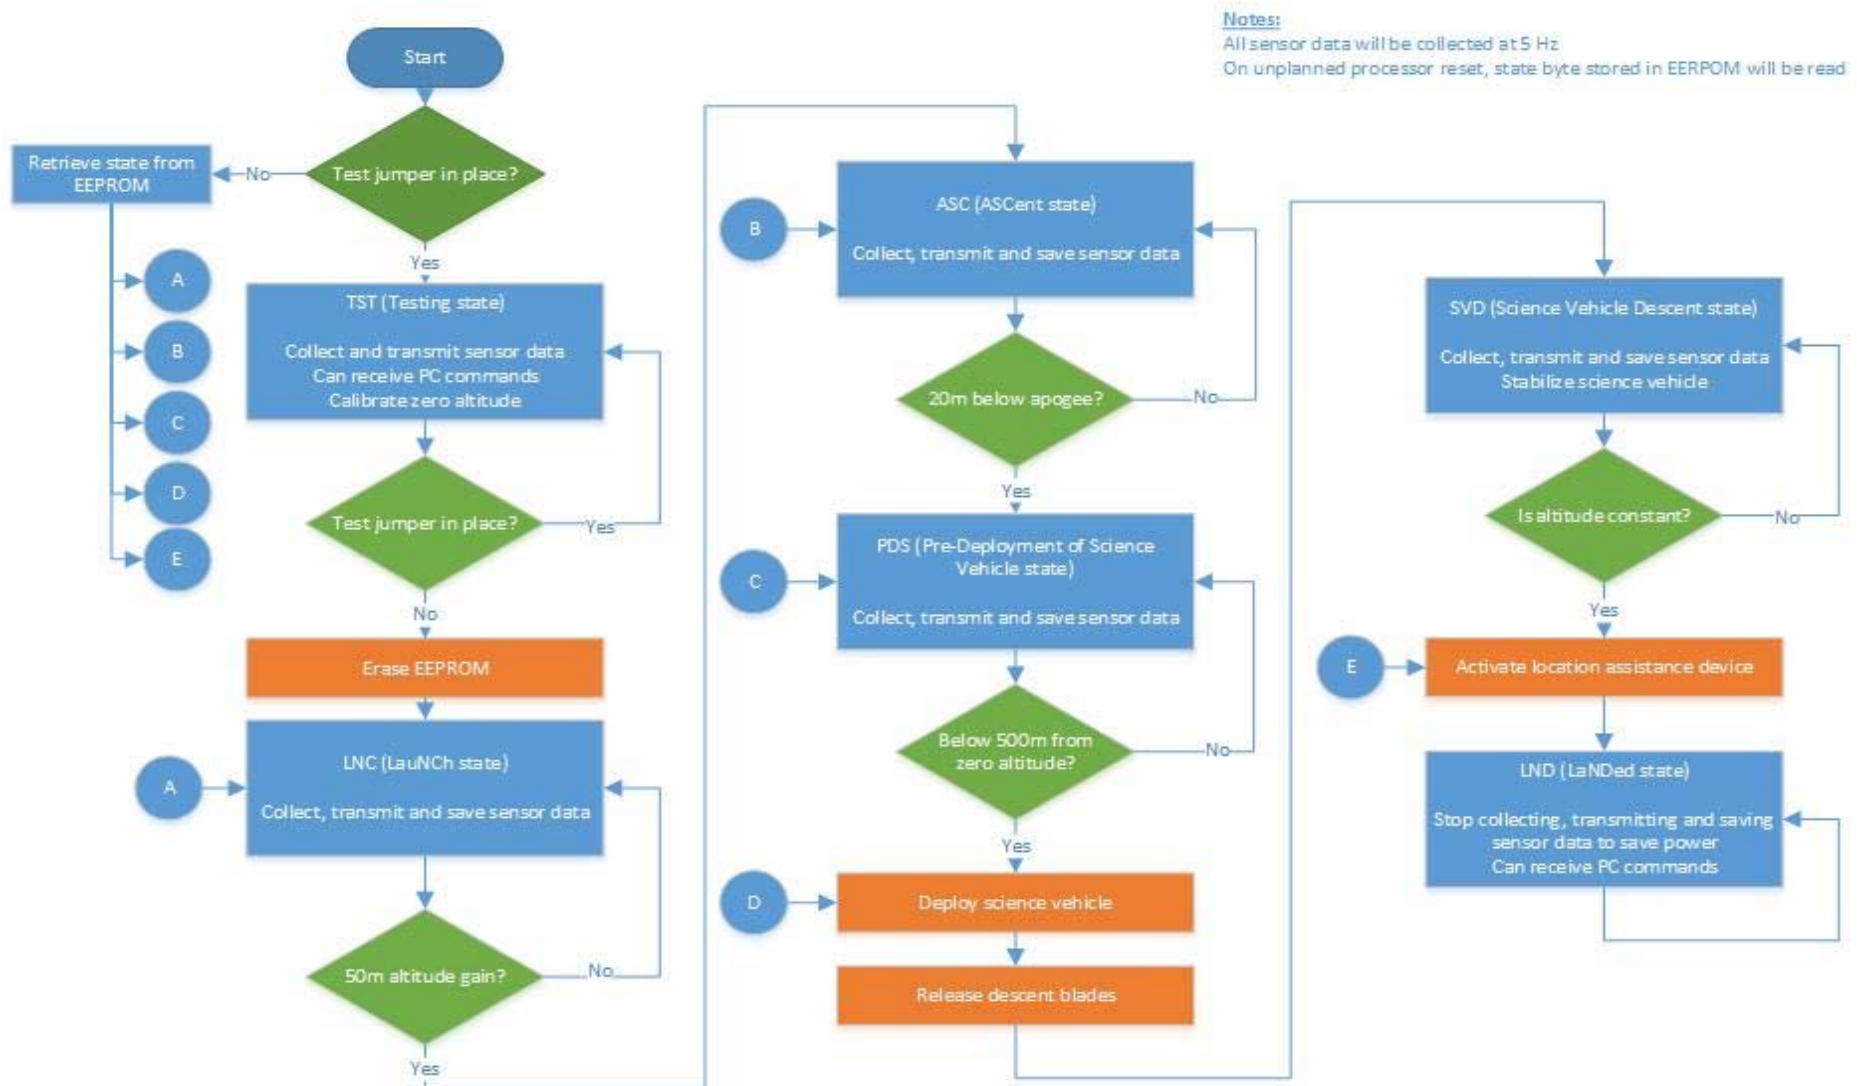 Notes:
All sensor data will be collected at 5 Hz
On unplanned processor reset, state byte stored in EERPOM will be read
Start
Test jumper in place?
No
Retrieve state from
EEPROM
A
B
C
D
E
Yes
TST (Testing state)
Collect and transmit sensor data
Can receive PC commands
Calibrate zero altitude
Test jumper in place?
Yes
No
Erase EEPROM
A
LNC (LauNCh state)
Collect, transmit and save sensor data
50m altitude gain?
No
Yes
B
ASC (ASCent state)
Collect, transmit and save sensor data
20m below apogee?
No
Yes
C
PDS (Pre-Deployment of Science
Vehicle state)
Collect, transmit and save sensor data
Below 500m from
zero altitude?
No
Yes
D
Deploy science vehicle
Release descent blades
SVD (Science Vehicle Descent state)
Collect, transmit and save sensor data
Stabilize science vehicle
Is altitude constant?
No
Yes
E
Activate location assistance device
LND (LaNDed state)
Stop collecting, transmitting and saving
sensor data to save power
Can receive PC commands